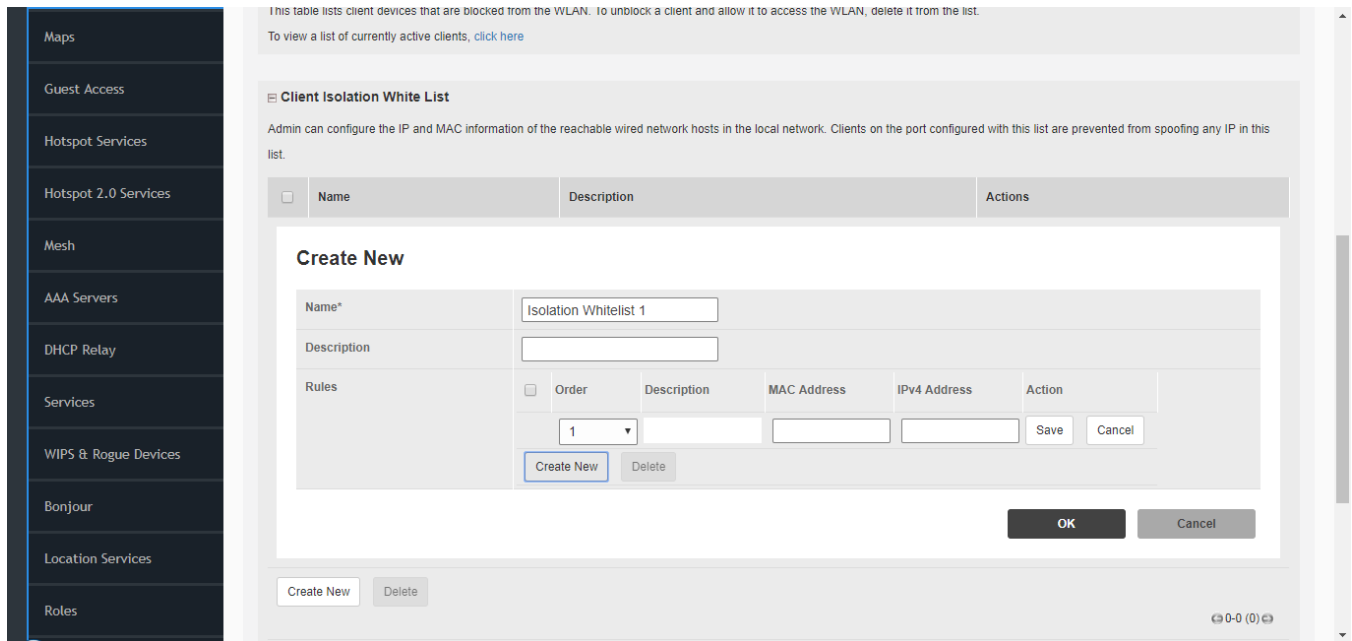 This table lists client devices that are blocked from the WLAN. To unblock a client and allow it to access the WLAN, delete it from the list.
To view a list of currently active clients, click here
Maps
Guest Access
Hotspot Services
Hotspot 2.0 Services
Mesh
AAA Servers
DHCP Relay
Services
WIPS & Rogue Devices
Bonjour
Location Services
Roles
Client Isolation White List
Admin can configure the IP and MAC information of the reachable wired network hosts in the local network. Clients on the port configured with this list are prevented from spoofing any IP in this
list.
Name Description Actions
Create New
Name* Isolation Whitelist 1
Description
Rules Order Description MAC Address IPv4 Address Action
1 Save Cancel
Create New Delete
OK Cancel
Create New Delete
0-0 (0)